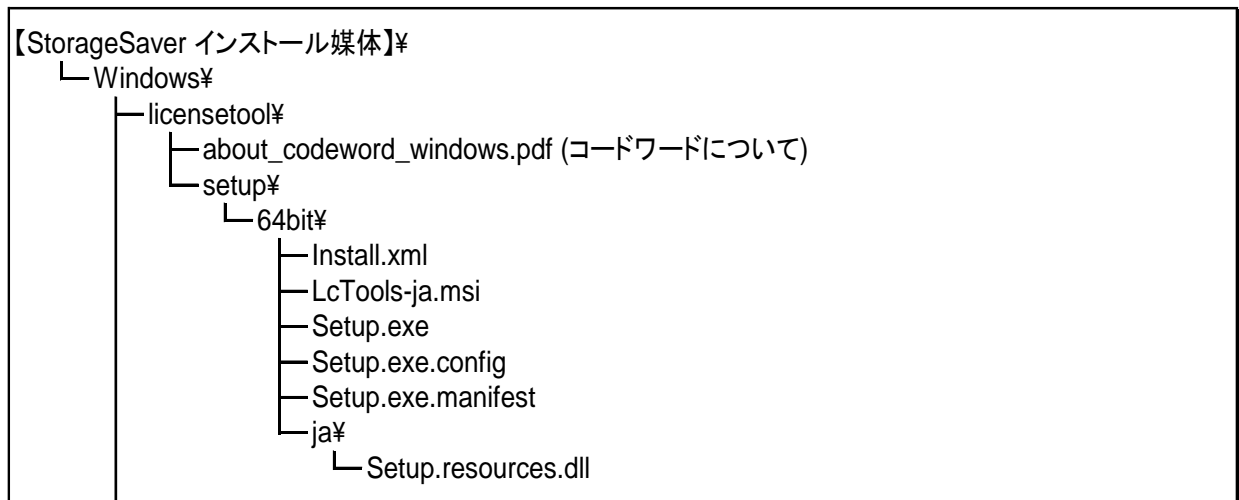 【StorageSaver インストール媒体】¥
Windows¥
licensetool¥
about_codeword_windows.pdf (コードワードについて)
setup¥
64bit¥
Install.xml
LcTools-ja.msi
Setup.exe
Setup.exe.config
Setup.exe.manifest
ja¥
Setup.resources.dll